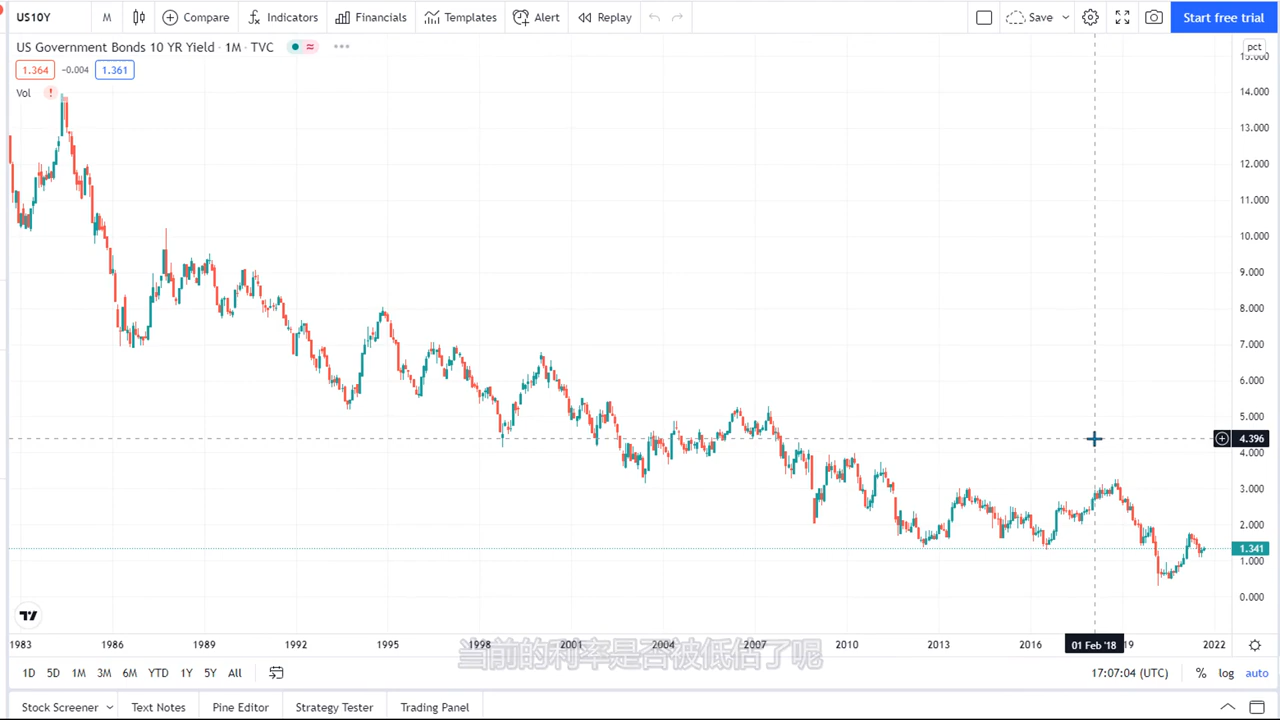 US10Y M Compare Indicators Financials Templates Alert Replay Save Start free trial
US Government Bonds 10 YR Yield · 1M · TVC
pct
1.364 −0.004 1.361
Vol !
15.000
14.000
13.000
12.000
11.000
10.000
9.000
8.000
7.000
6.000
5.000
4.396
4.000
3.000
2.000
1.341
1.000
0.000
1983 1986 1989 1992 1995 1998 2001 2004 2007 2010 2013 2016 01 Feb '18 19 2022
当前的利率是否被低估了呢
1D 5D 1M 3M 6M YTD 1Y 5Y All 17:07:04 (UTC) % log auto
Stock Screener Text Notes Pine Editor Strategy Tester Trading Panel